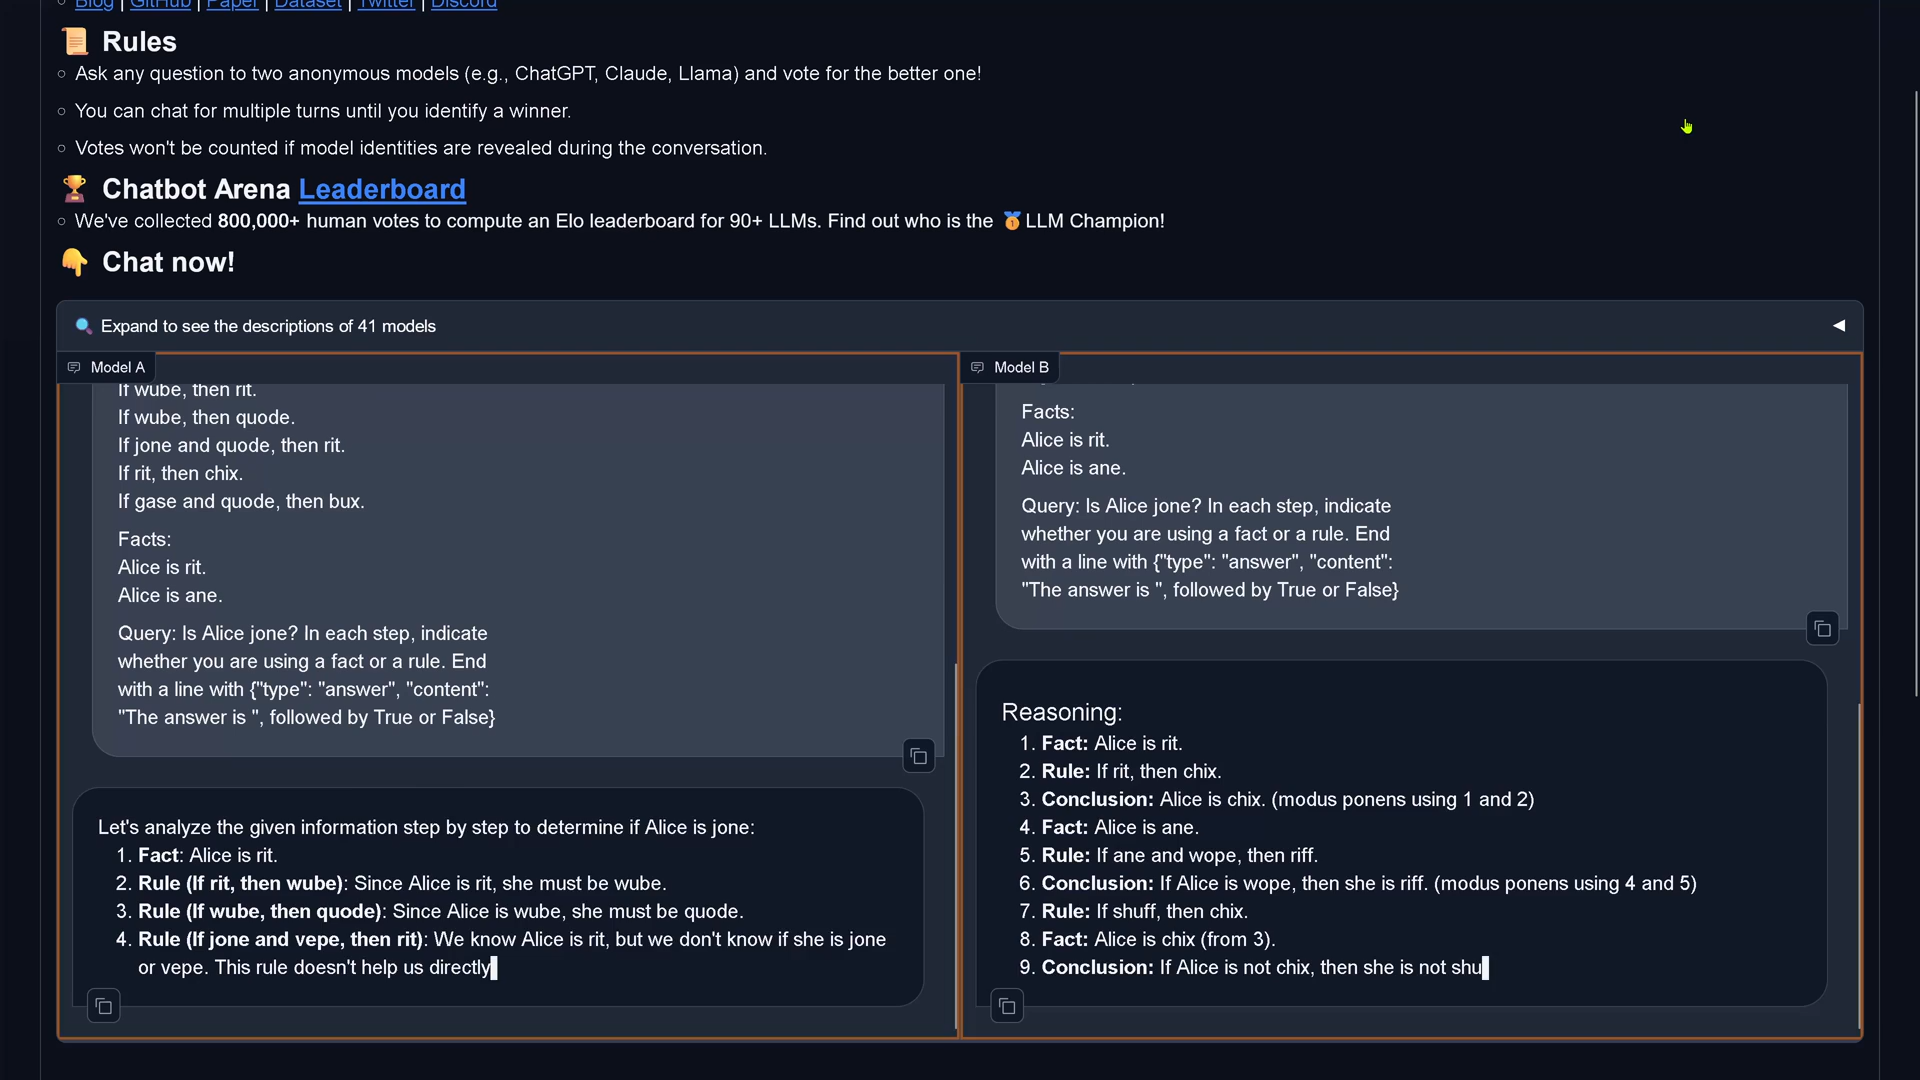 Blog | GitHub | Paper | Dataset | Twitter | Discord
📜 Rules
Ask any question to two anonymous models (e.g., ChatGPT, Claude, Llama) and vote for the better one!
You can chat for multiple turns until you identify a winner.
Votes won't be counted if model identities are revealed during the conversation.
🏆 Chatbot Arena Leaderboard
We've collected 800,000+ human votes to compute an Elo leaderboard for 90+ LLMs. Find out who is the 🥇LLM Champion!
👇 Chat now!
🔍 Expand to see the descriptions of 41 models
Model A
If wube, then rit.
If wube, then quode.
If jone and quode, then rit.
If rit, then chix.
If gase and quode, then bux.
Facts:
Alice is rit.
Alice is ane.
Query: Is Alice jone? In each step, indicate
whether you are using a fact or a rule. End
with a line with {"type": "answer", "content":
"The answer is ", followed by True or False}
Let's analyze the given information step by step to determine if Alice is jone:
1. Fact: Alice is rit.
2. Rule (If rit, then wube): Since Alice is rit, she must be wube.
3. Rule (If wube, then quode): Since Alice is wube, she must be quode.
4. Rule (If jone and vepe, then rit): We know Alice is rit, but we don't know if she is jone
or vepe. This rule doesn't help us directly
Model B
Facts:
Alice is rit.
Alice is ane.
Query: Is Alice jone? In each step, indicate
whether you are using a fact or a rule. End
with a line with {"type": "answer", "content":
"The answer is ", followed by True or False}
Reasoning:
1. Fact: Alice is rit.
2. Rule: If rit, then chix.
3. Conclusion: Alice is chix. (modus ponens using 1 and 2)
4. Fact: Alice is ane.
5. Rule: If ane and wope, then riff.
6. Conclusion: If Alice is wope, then she is riff. (modus ponens using 4 and 5)
7. Rule: If shuff, then chix.
8. Fact: Alice is chix (from 3).
9. Conclusion: If Alice is not chix, then she is not shu